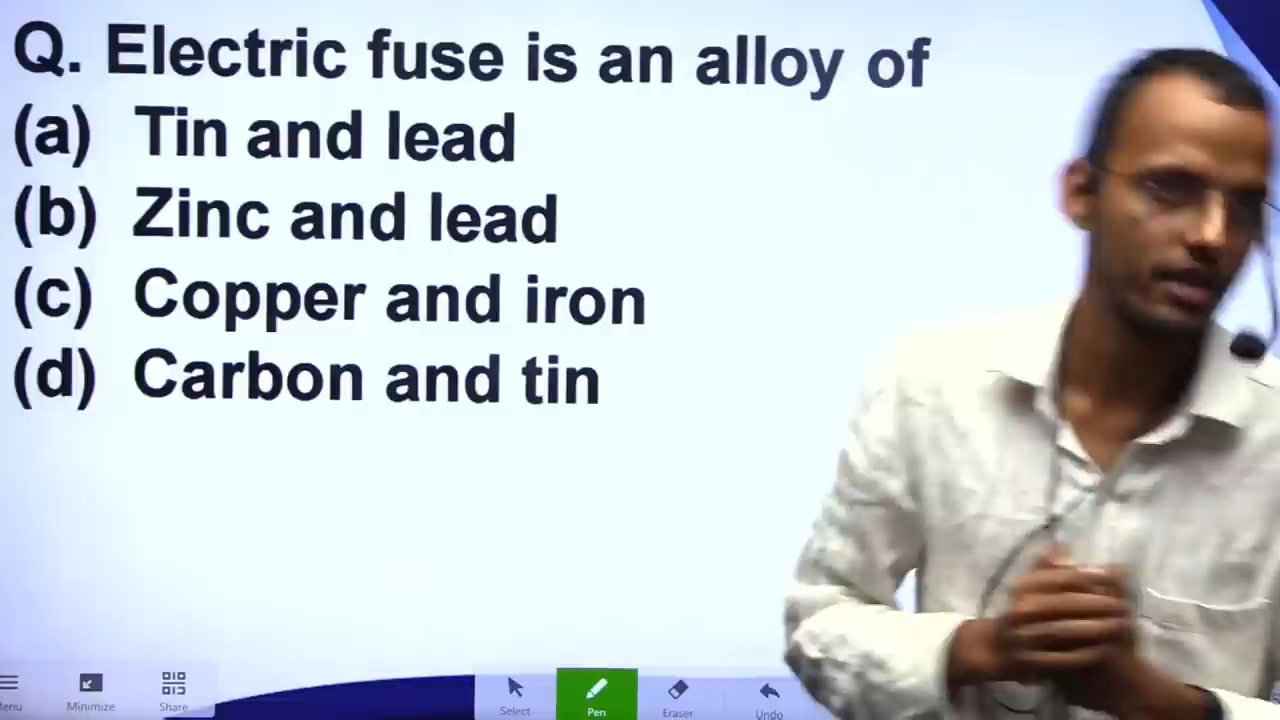 Q. Electric fuse is an alloy of
(a) Tin and lead
(b) Zinc and lead
(c) Copper and iron
(d) Carbon and tin
Menu Minimize Share Select Pen Eraser Undo